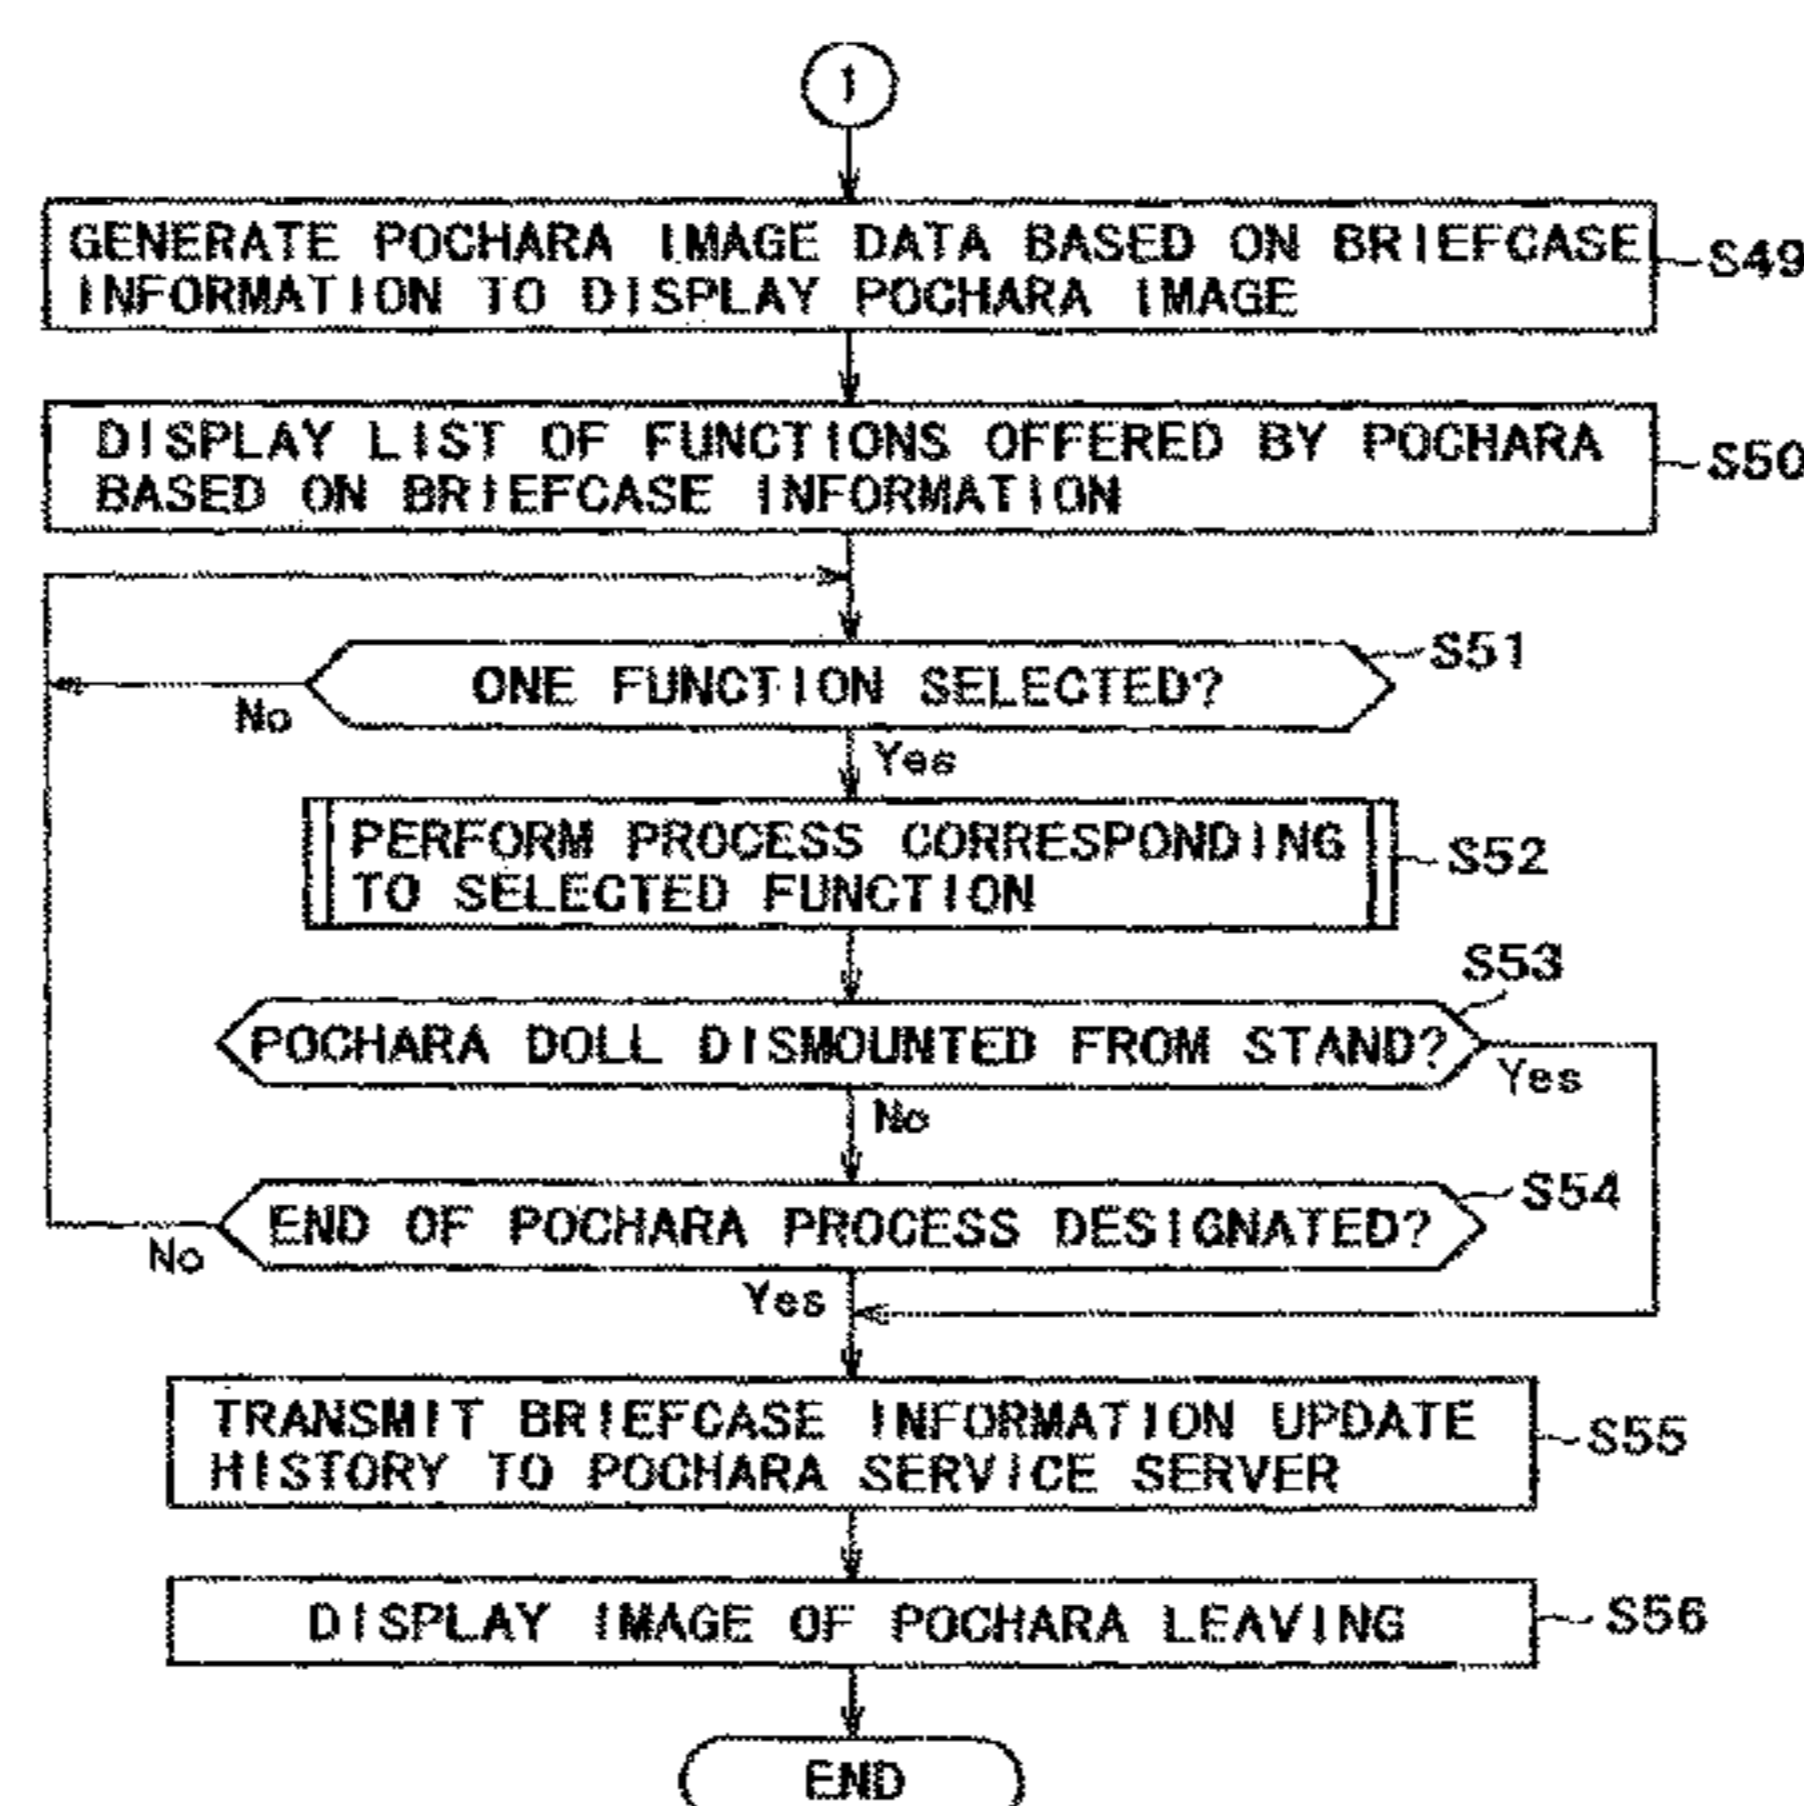 1
GENERATE POCHARA IMAGE DATA BASED ON BRIEFCASE
INFORMATION TO DISPLAY POCHARA IMAGE
S49
DISPLAY LIST OF FUNCTIONS OFFERED BY POCHARA
BASED ON BRIEFCASE INFORMATION
S50
ONE FUNCTION SELECTED?
S51
No
Yes
PERFORM PROCESS CORRESPONDING
TO SELECTED FUNCTION
S52
POCHARA DOLL DISMOUNTED FROM STAND?
S53
Yes
No
END OF POCHARA PROCESS DESIGNATED?
S54
No
Yes
TRANSMIT BRIEFCASE INFORMATION UPDATE
HISTORY TO POCHARA SERVICE SERVER
S55
DISPLAY IMAGE OF POCHARA LEAVING
S56
END